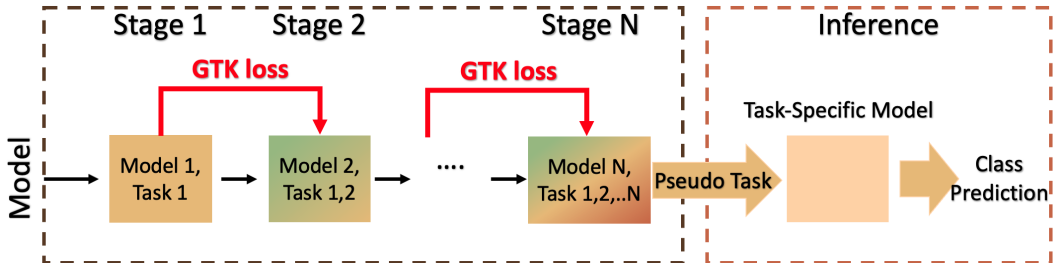 Stage 1
Stage 2
Stage N
Inference
GTK loss
GTK loss
Task-Specific Model
Model
Model 1,
Task 1
Model 2,
Task 1,2
....
Model N,
Task 1,2,..N
Pseudo Task
Class
Prediction